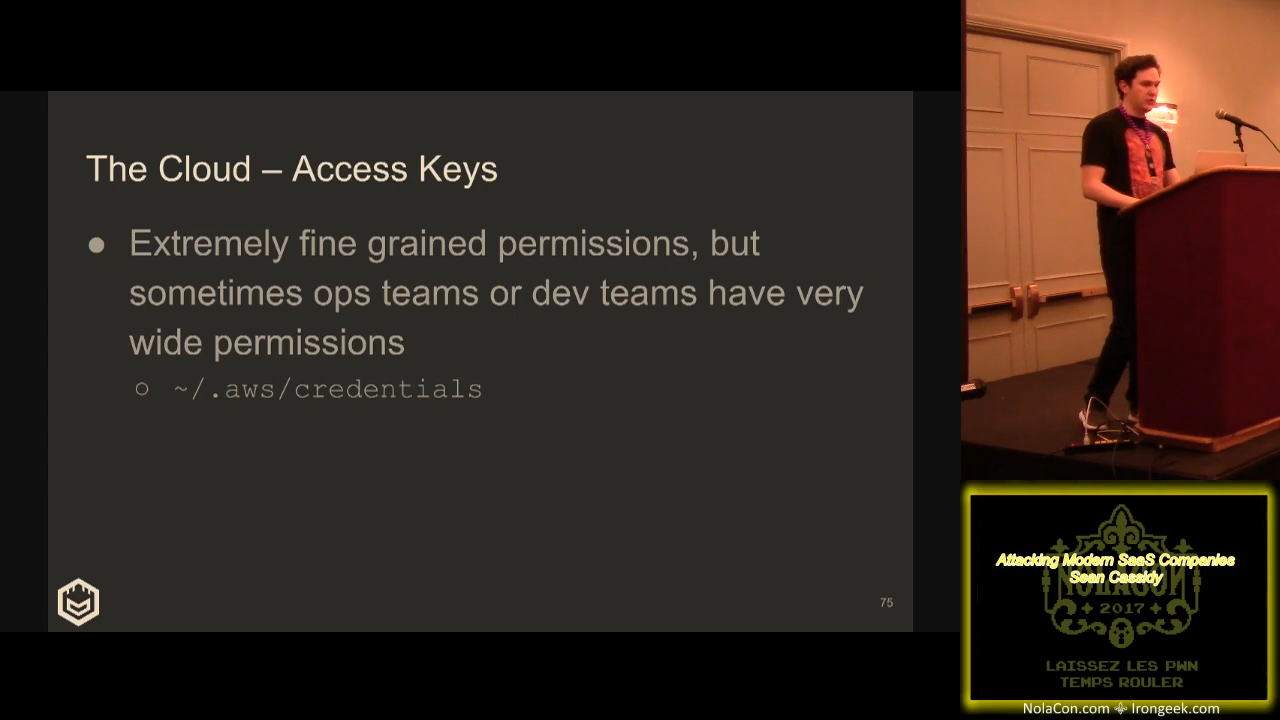 The Cloud – Access Keys
● Extremely fine grained permissions, but
sometimes ops teams or dev teams have very
wide permissions
○ ~/.aws/credentials
75
Attacking Modern SaaS Companies
Sean Cassidy
NOLACON
2017
LAISSEZ LES PWN
TEMPS ROULER
NolaCon.com ⚜ Irongeek.com